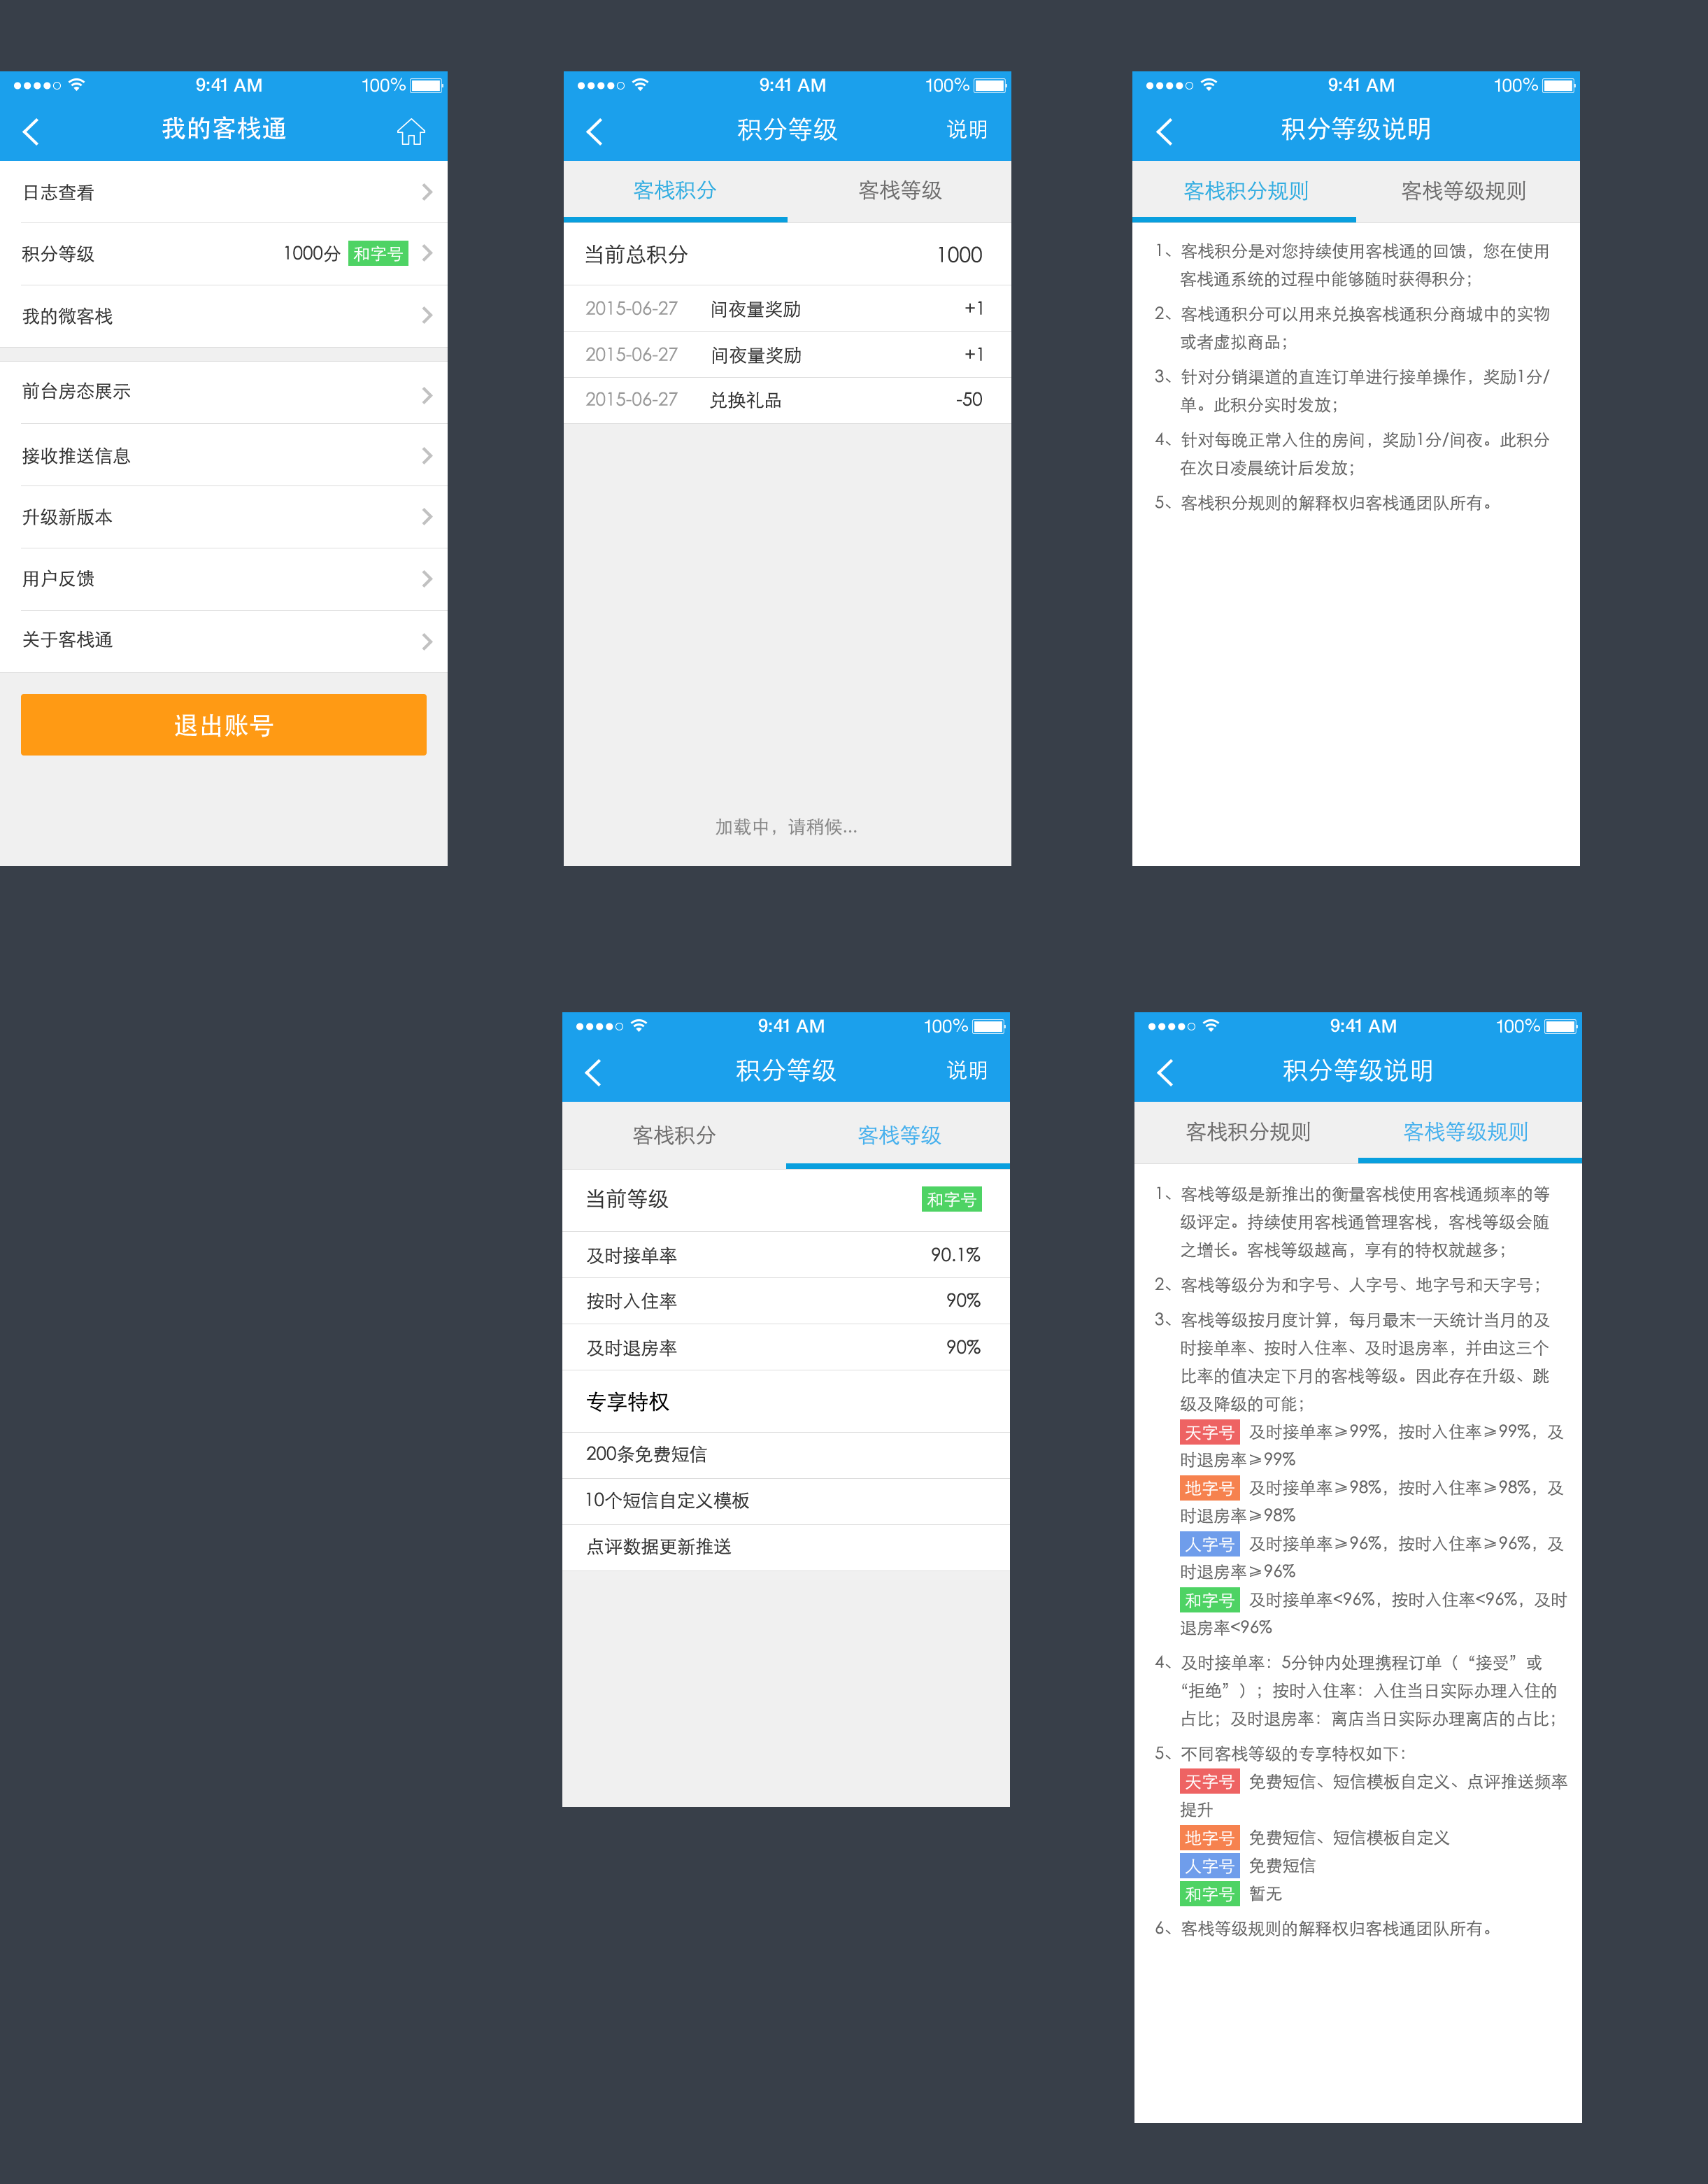 9:41 AM 100%
我的客栈通
日志查看
积分等级 1000分 和字号
我的微客栈
前台房态展示
接收推送信息
升级新版本
用户反馈
关于客栈通
退出账号
9:41 AM 100%
积分等级 说明
客栈积分 客栈等级
当前总积分 1000
2015-06-27 间夜量奖励 +1
2015-06-27 间夜量奖励 +1
2015-06-27 兑换礼品 -50
加载中，请稍候...
9:41 AM 100%
积分等级说明
客栈积分规则 客栈等级规则
1、客栈积分是对您持续使用客栈通的回馈，您在使用
客栈通系统的过程中能够随时获得积分；
2、客栈通积分可以用来兑换客栈通积分商城中的实物
或者虚拟商品；
3、针对分销渠道的直连订单进行接单操作，奖励1分/
单。此积分实时发放；
4、针对每晚正常入住的房间，奖励1分/间夜。此积分
在次日凌晨统计后发放；
5、客栈积分规则的解释权归客栈通团队所有。
9:41 AM 100%
积分等级 说明
客栈积分 客栈等级
当前等级 和字号
及时接单率 90.1%
按时入住率 90%
及时退房率 90%
专享特权
200条免费短信
10个短信自定义模板
点评数据更新推送
9:41 AM 100%
积分等级说明
客栈积分规则 客栈等级规则
1、客栈等级是新推出的衡量客栈使用客栈通频率的等
级评定。持续使用客栈通管理客栈，客栈等级会随
之增长。客栈等级越高，享有的特权就越多；
2、客栈等级分为和字号、人字号、地字号和天字号；
3、客栈等级按月度计算，每月最末一天统计当月的及
时接单率、按时入住率、及时退房率，并由这三个
比率的值决定下月的客栈等级。因此存在升级、跳
级及降级的可能；
天字号 及时接单率≥99%，按时入住率≥99%，及
时退房率≥99%
地字号 及时接单率≥98%，按时入住率≥98%，及
时退房率≥98%
人字号 及时接单率≥96%，按时入住率≥96%，及
时退房率≥96%
和字号 及时接单率<96%，按时入住率<96%，及时
退房率<96%
4、及时接单率：5分钟内处理携程订单（“接受”或
“拒绝”）；按时入住率：入住当日实际办理入住的
占比；及时退房率：离店当日实际办理离店的占比；
5、不同客栈等级的专享特权如下：
天字号 免费短信、短信模板自定义、点评推送频率
提升
地字号 免费短信、短信模板自定义
人字号 免费短信
和字号 暂无
6、客栈等级规则的解释权归客栈通团队所有。